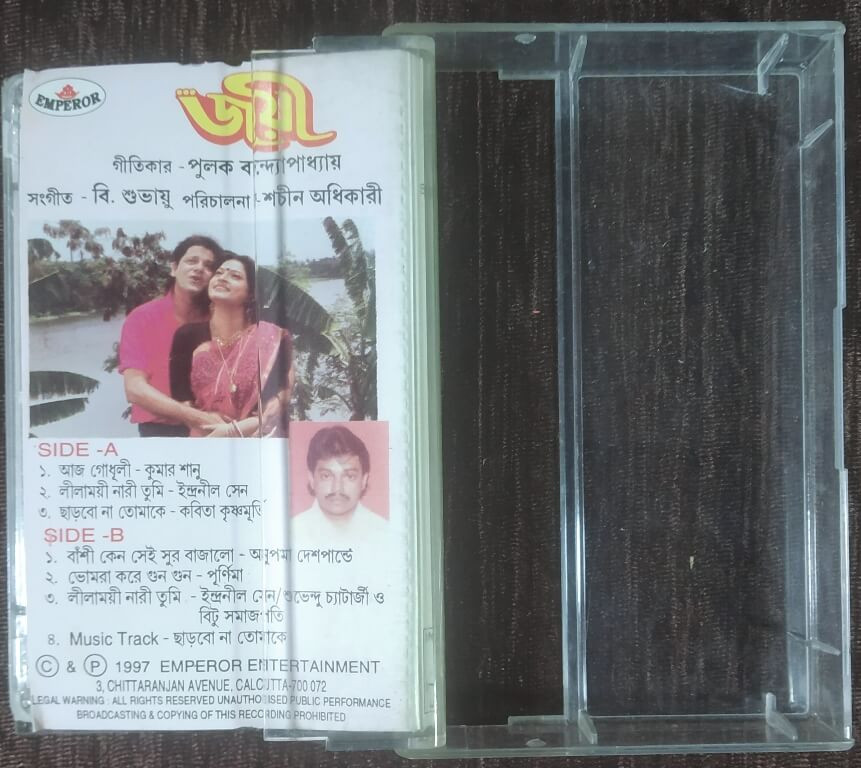 EMPEROR
জয়ী
গীতিকার - পুলক বন্দ্যোপাধ্যায়
সংগীত - বি. শুভায়ু পরিচালনা - শচীন অধিকারী
SIDE -A
১. আজ গোধূলী - কুমার শানু
২. লীলাময়ী নারী তুমি - ইন্দ্রনীল সেন
৩. ছাড়বো না তোমাকে - কবিতা কৃষ্ণমূর্তি
SIDE -B
১. বাঁশী কেন সেই সুর বাজালো - অনুপমা দেশপান্ডে
২. ভোমরা করে গুন গুন - পূর্ণিমা
৩. লীলাময়ী নারী তুমি - ইন্দ্রনীল সেন/শুভেন্দু চ্যাটার্জী ও
বিটু সমাজপতি
৪. Music Track - ছাড়বো না তোমাকে
© & Ⓟ 1997 EMPEROR ENTERTAINMENT
3, CHITTARANJAN AVENUE, CALCUTTA-700 072
LEGAL WARNING : ALL RIGHTS RESERVED UNAUTHORISED PUBLIC PERFORMANCE
BROADCASTING & COPYING OF THIS RECORDING PROHIBITED